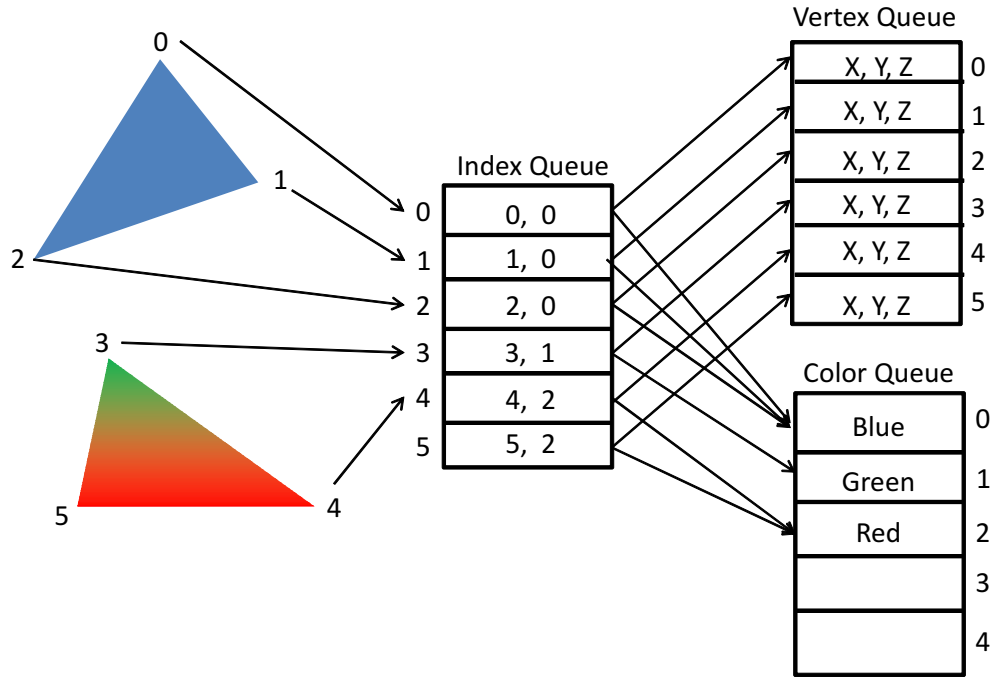 0
1
2
3
4
5
Index Queue
0 0, 0
1 1, 0
2 2, 0
3 3, 1
4 4, 2
5 5, 2
Vertex Queue
X, Y, Z 0
X, Y, Z 1
X, Y, Z 2
X, Y, Z 3
X, Y, Z 4
X, Y, Z 5
Color Queue
Blue 0
Green 1
Red 2
3
4